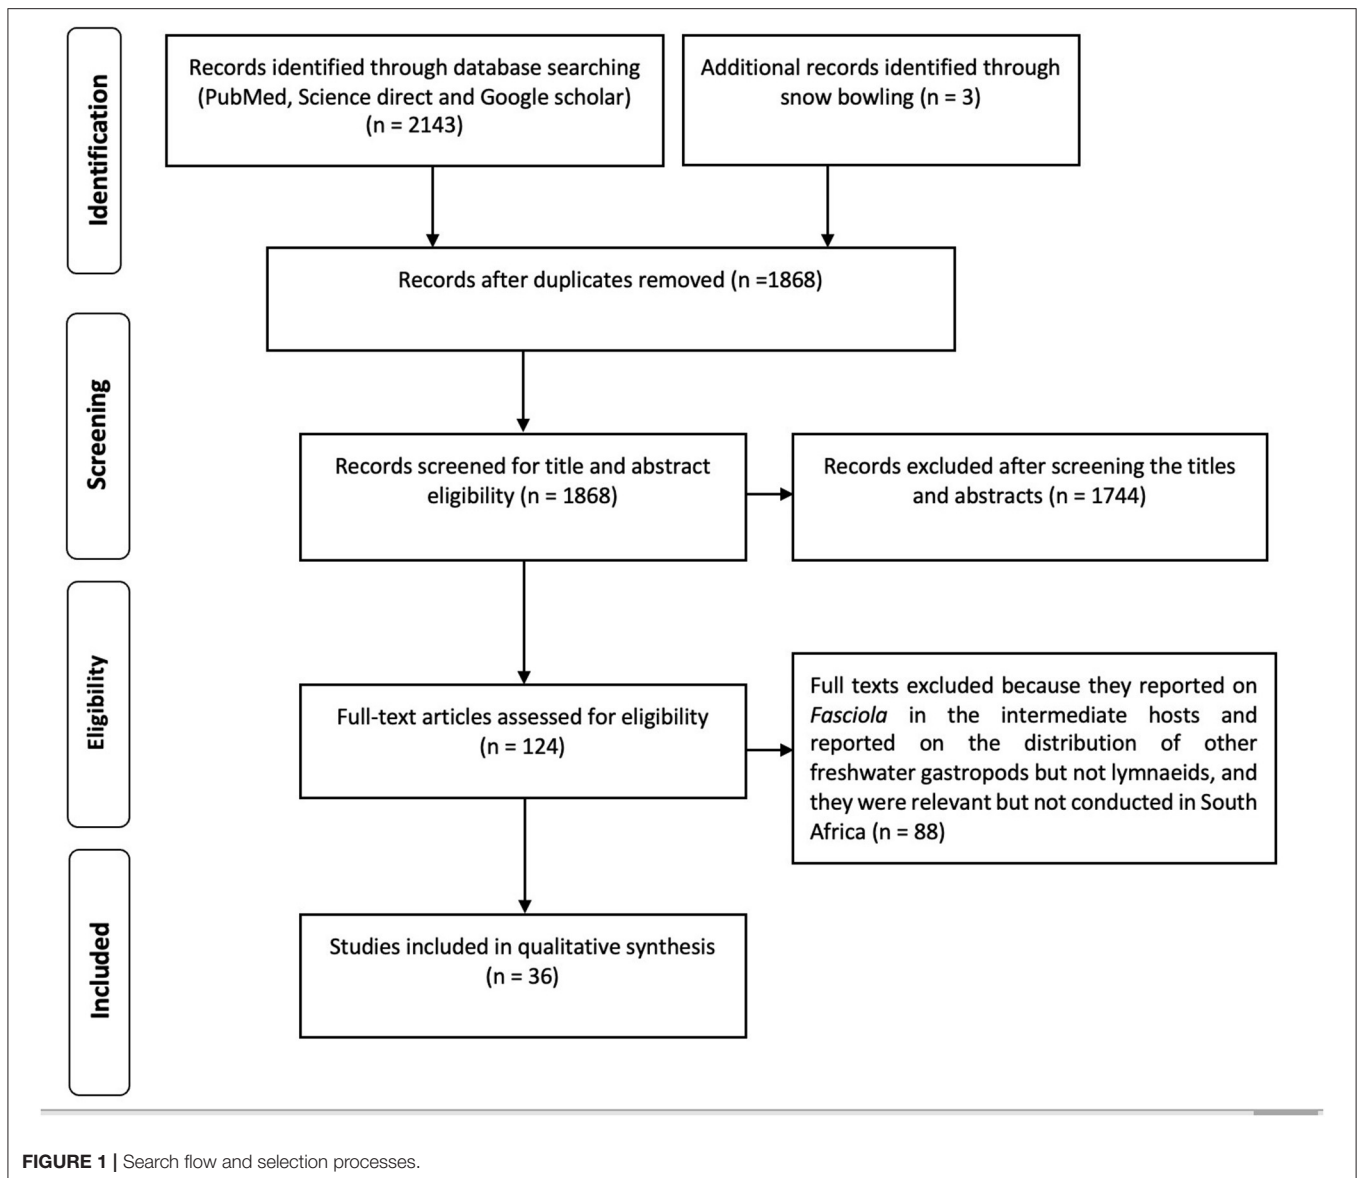 Identification
Records identified through database searching
(PubMed, Science direct and Google scholar)
(n = 2143)
Additional records identified through
snow bowling (n = 3)
Records after duplicates removed (n =1868)
Screening
Records screened for title and abstract
eligibility (n = 1868)
Records excluded after screening the titles
and abstracts (n = 1744)
Eligibility
Full-text articles assessed for eligibility
(n = 124)
Full texts excluded because they reported on
Fasciola in the intermediate hosts and
reported on the distribution of other
freshwater gastropods but not lymnaeids, and
they were relevant but not conducted in South
Africa (n = 88)
Included
Studies included in qualitative synthesis
(n = 36)
FIGURE 1 | Search flow and selection processes.